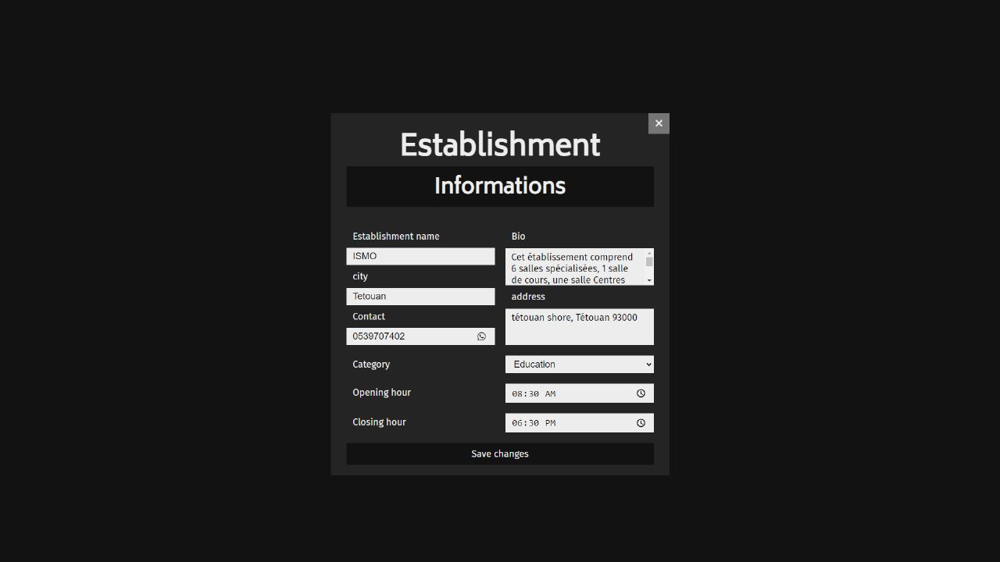 ×
Establishment
Informations
Establishment name
ISMO
city
Tetouan
Contact
0539707402
Bio
Cet établissement comprend
6 salles spécialisées, 1 salle
de cours, une salle Centres
address
tétouan shore, Tétouan 93000
Category
Education
Opening hour
08:30 AM
Closing hour
06:30 PM
Save changes